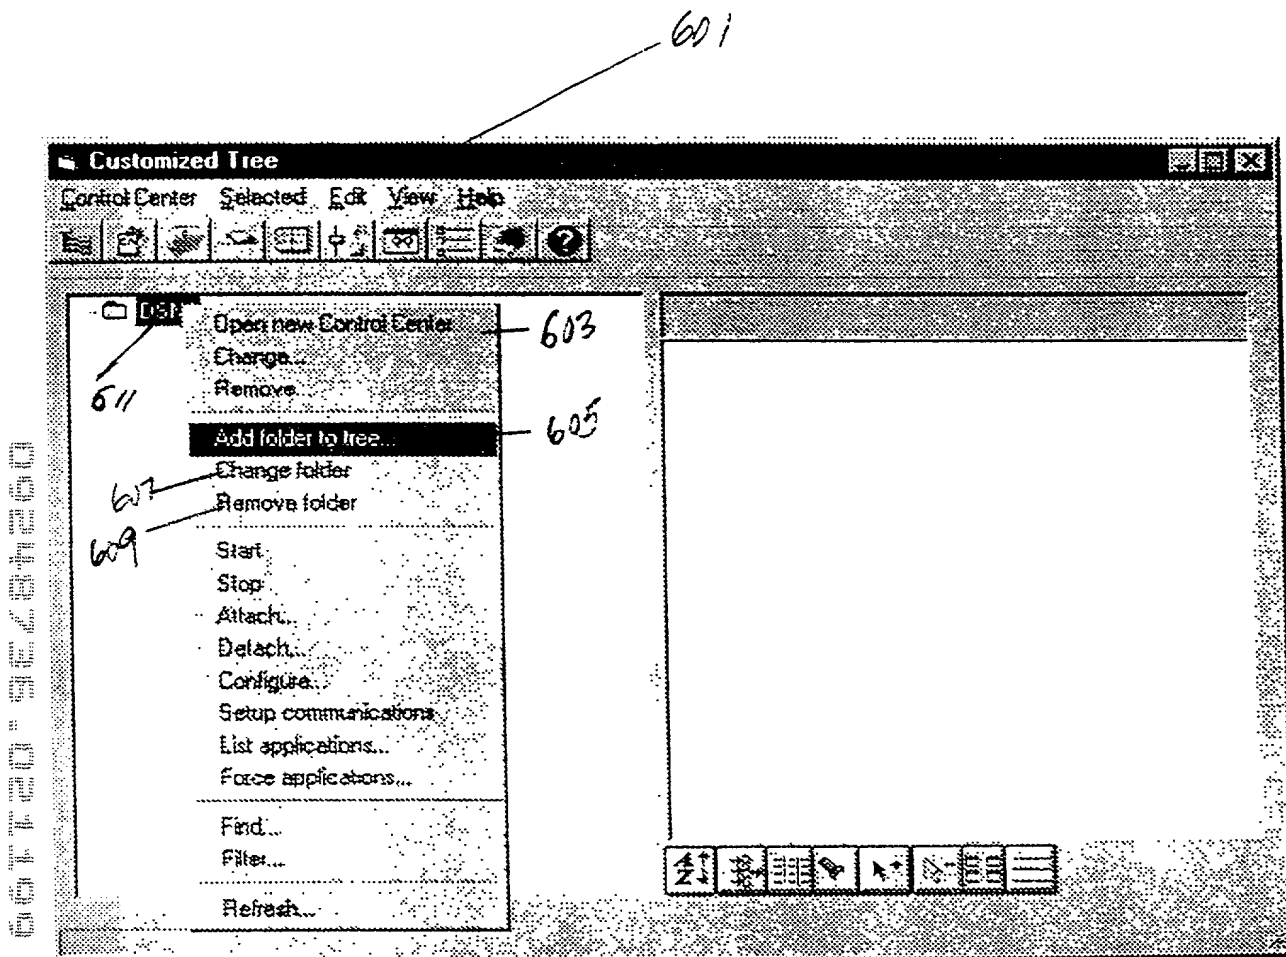 601
Customized Tree
Control Center Selected Edit View Help
Open new Control Center
603
Change...
611
Remove...
Add folder to tree...
605
Change folder
607
Remove folder
609
Start
Stop
Attach...
Detach...
Configure...
Setup communications
List applications...
Force applications...
Find...
Filter...
Refresh...